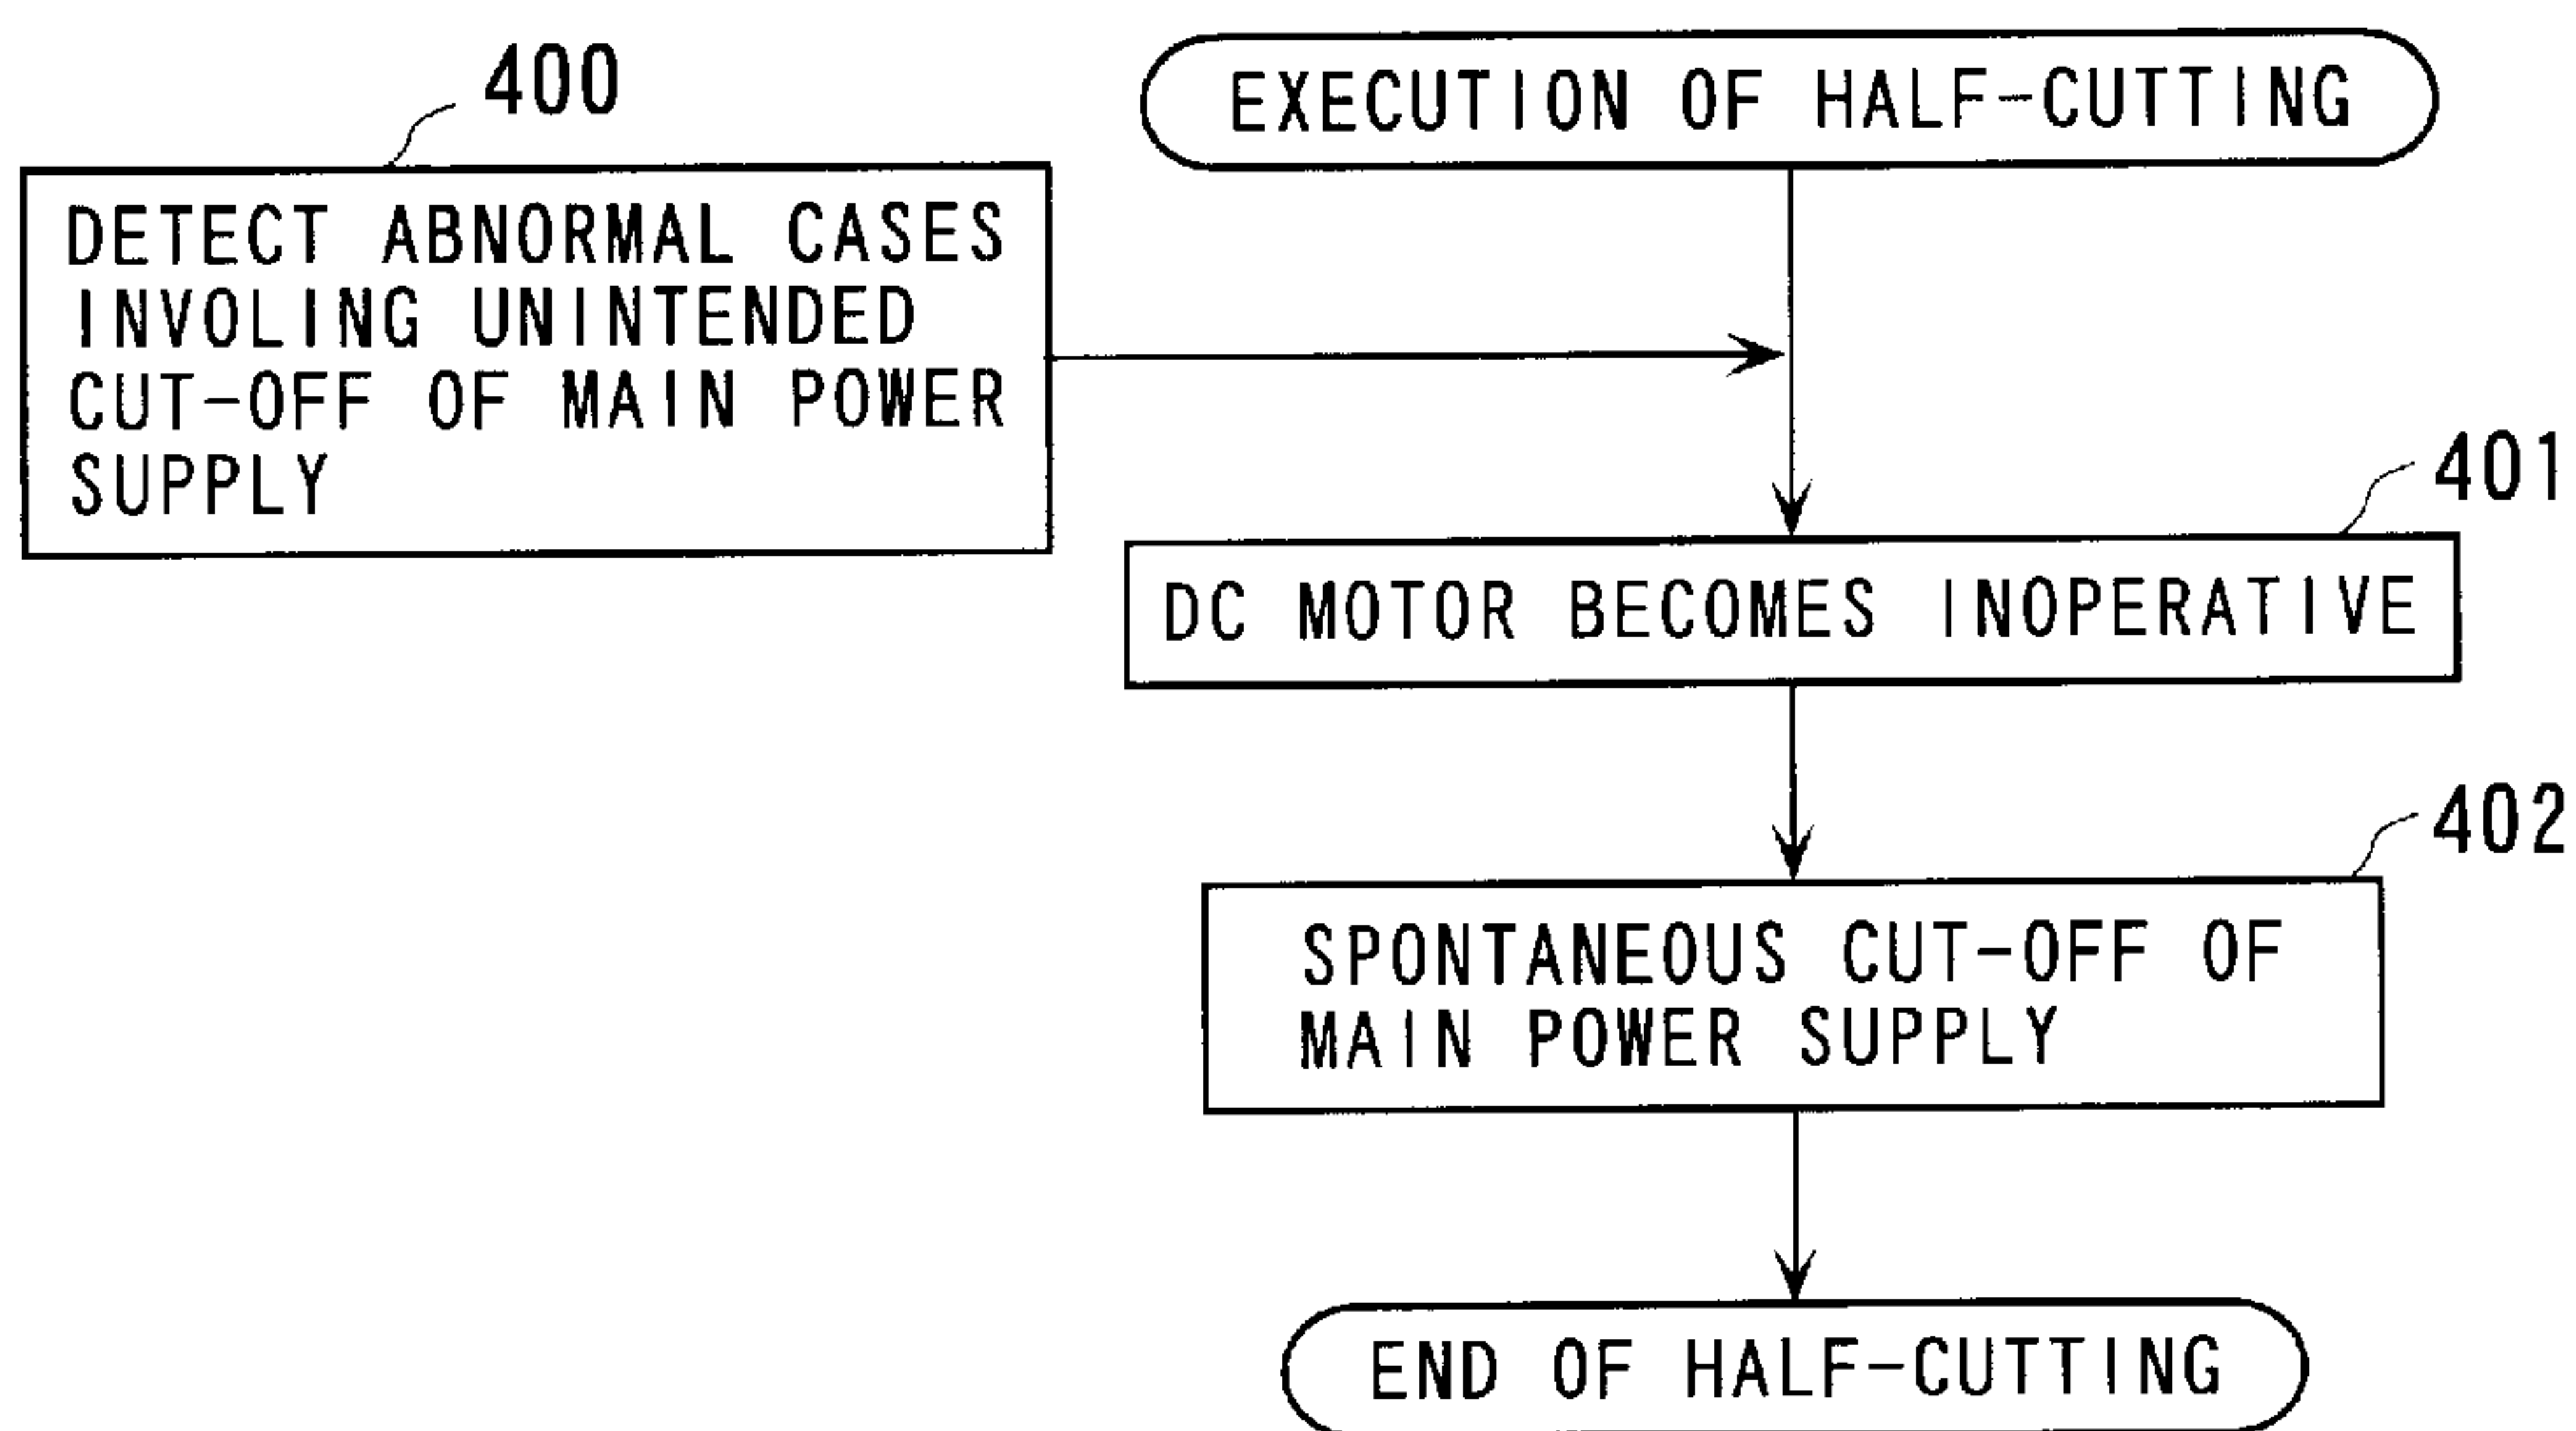 400
EXECUTION OF HALF-CUTTING
DETECT ABNORMAL CASES
INVOLING UNINTENDED
CUT-OFF OF MAIN POWER
SUPPLY
401
DC MOTOR BECOMES INOPERATIVE
402
SPONTANEOUS CUT-OFF OF
MAIN POWER SUPPLY
END OF HALF-CUTTING